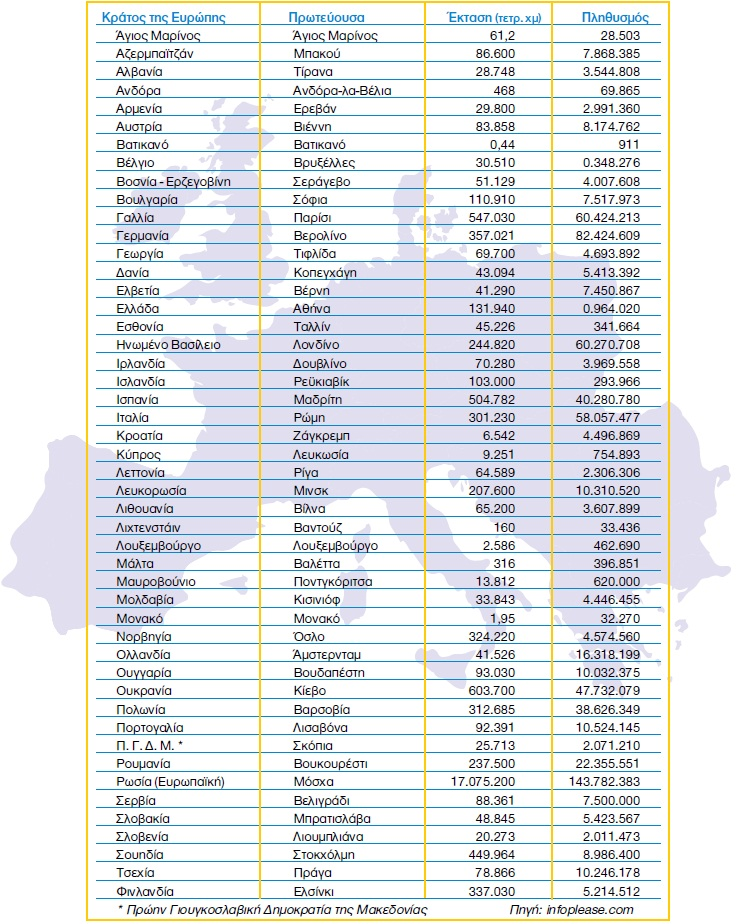 Κράτος της Ευρώπης Πρωτεύουσα Έκταση (τετρ. χμ) Πληθυσμός
Άγιος Μαρίνος Άγιος Μαρίνος 61,2 28.503
Αζερμπαϊτζάν Μπακού 86.600 7.868.385
Αλβανία Τίρανα 28.748 3.544.808
Ανδόρα Ανδόρα-λα-Βέλια 468 69.865
Αρμενία Ερεβάν 29.800 2.991.360
Αυστρία Βιέννη 83.858 8.174.762
Βατικανό Βατικανό 0,44 911
Βέλγιο Βρυξέλλες 30.510 0.348.276
Βοσνία - Ερζεγοβίνη Σεράγεβο 51.129 4.007.608
Βουλγαρία Σόφια 110.910 7.517.973
Γαλλία Παρίσι 547.030 60.424.213
Γερμανία Βερολίνο 357.021 82.424.609
Γεωργία Τιφλίδα 69.700 4.693.892
Δανία Κοπεγχάγη 43.094 5.413.392
Ελβετία Βέρνη 41.290 7.450.867
Ελλάδα Αθήνα 131.940 0.964.020
Εσθονία Ταλλίν 45.226 341.664
Ηνωμένο Βασίλειο Λονδίνο 244.820 60.270.708
Ιρλανδία Δουβλίνο 70.280 3.969.558
Ισλανδία Ρεϋκιαβίκ 103.000 293.966
Ισπανία Μαδρίτη 504.782 40.280.780
Ιταλία Ρώμη 301.230 58.057.477
Κροατία Ζάγκρεμπ 6.542 4.496.869
Κύπρος Λευκωσία 9.251 754.893
Λεττονία Ρίγα 64.589 2.306.306
Λευκορωσία Μινσκ 207.600 10.310.520
Λιθουανία Βίλνα 65.200 3.607.899
Λιχτενστάιν Βαντούζ 160 33.436
Λουξεμβούργο Λουξεμβούργο 2.586 462.690
Μάλτα Βαλέττα 316 396.851
Μαυροβούνιο Ποντγκόριτσα 13.812 620.000
Μολδαβία Κισινιόφ 33.843 4.446.455
Μονακό Μονακό 1,95 32.270
Νορβηγία Όσλο 324.220 4.574.560
Ολλανδία Άμστερνταμ 41.526 16.318.199
Ουγγαρία Βουδαπέστη 93.030 10.032.375
Ουκρανία Κίεβο 603.700 47.732.079
Πολωνία Βαρσοβία 312.685 38.626.349
Πορτογαλία Λισαβόνα 92.391 10.524.145
Π. Γ. Δ. Μ. * Σκόπια 25.713 2.071.210
Ρουμανία Βουκουρέστι 237.500 22.355.551
Ρωσία (Ευρωπαϊκή) Μόσχα 17.075.200 143.782.383
Σερβία Βελιγράδι 88.361 7.500.000
Σλοβακία Μπρατισλάβα 48.845 5.423.567
Σλοβενία Λιουμπλιάνα 20.273 2.011.473
Σουηδία Στοκχόλμη 449.964 8.986.400
Τσεχία Πράγα 78.866 10.246.178
Φινλανδία Ελσίνκι 337.030 5.214.512
* Πρώην Γιουγκοσλαβική Δημοκρατία της Μακεδονίας Πηγή: infoplease.com